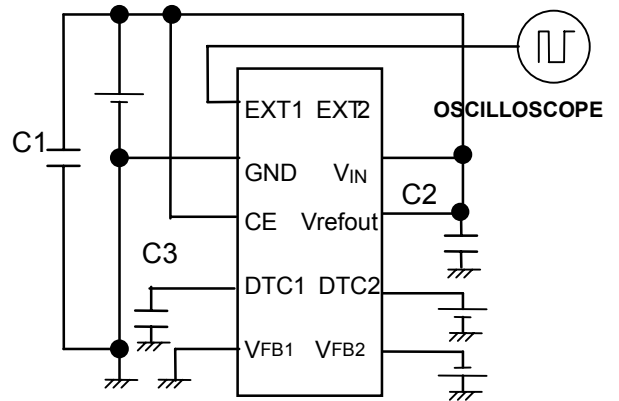 EXT1 EXT2
OSCILLOSCOPE
C1
GND VIN
C2
CE Vrefout
C3
DTC1 DTC2
VFB1 VFB2